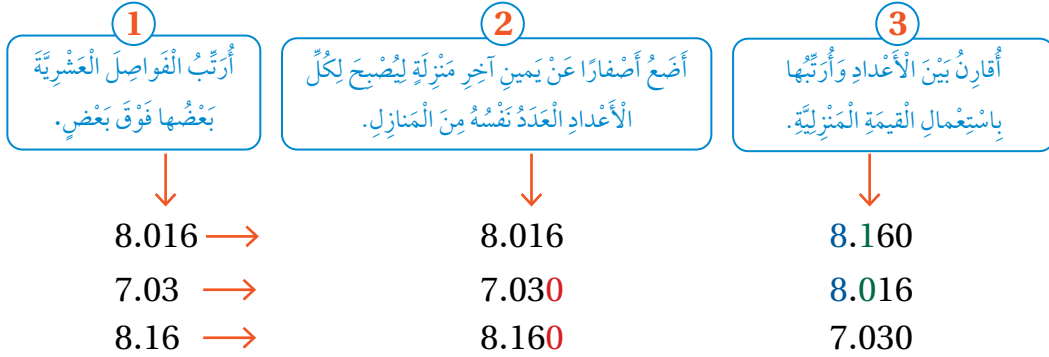 1
أُرَتِّبُ الْفَواصِلَ الْعَشْرِيَّةَ
بَعْضُها فَوْقَ بَعْضٍ.
2
أَضَعُ أَصْفارًا عَنْ يَمينِ آخِرِ مَنْزِلَةٍ لِيُصْبِحَ لِكُلِّ
الْأَعْدادِ الْعَدَدُ نَفْسُهُ مِنَ الْمَنازِلِ.
3
أُقارِنُ بَيْنَ الْأَعْدادِ وَأُرَتِّبُها
بِاسْتِعْمالِ الْقيمَةِ الْمَنْزِلِيَّةِ.
8.016 → 8.016 8.160
7.03 → 7.030 8.016
8.16 → 8.160 7.030